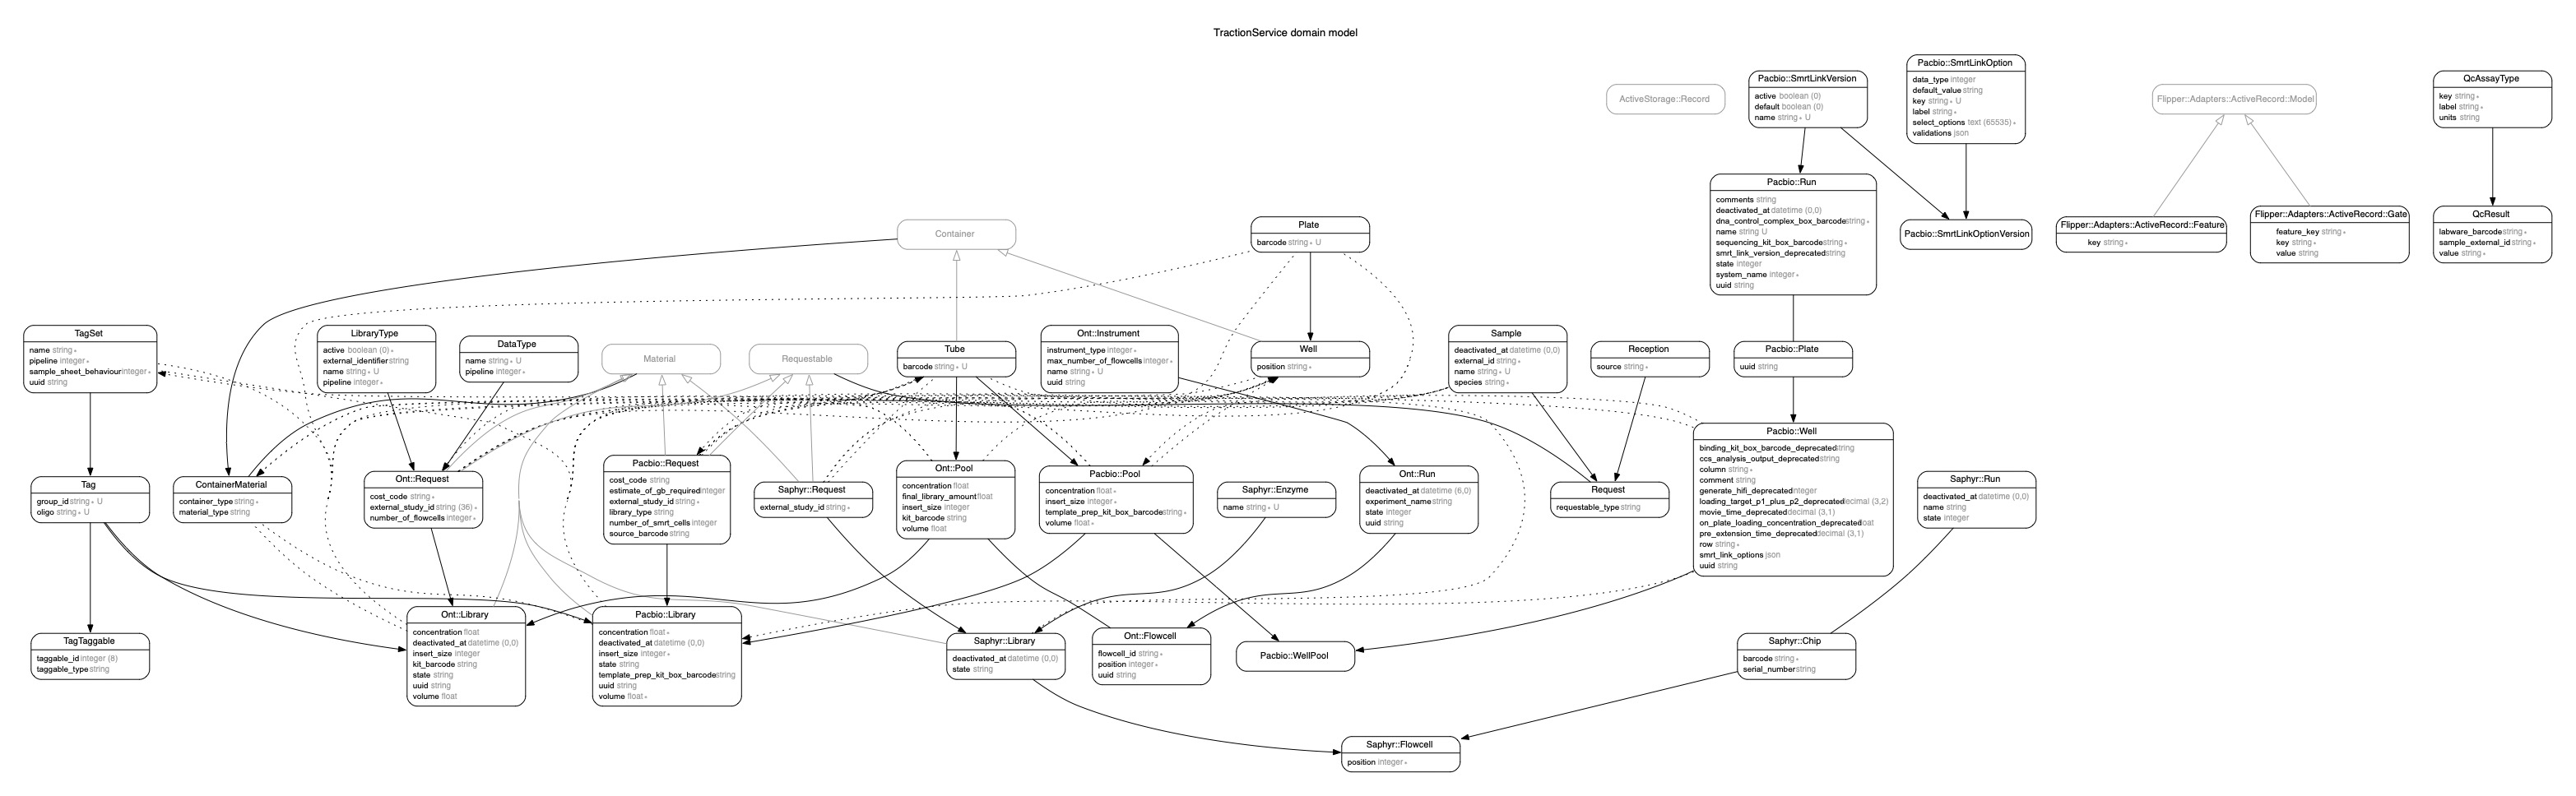 TractionService domain model
ActiveStorage::Record
Pacbio::SmrtLinkVersion
active boolean (0)
default boolean (0)
name string ∗ U
Pacbio::SmrtLinkOption
data_type integer
default_value string
key string ∗ U
label string ∗
select_options text (65535) ∗
validations json
Flipper::Adapters::ActiveRecord::Model
QcAssayType
key string ∗
label string ∗
units string
Container
Plate
barcode string ∗ U
Pacbio::Run
comments string
deactivated_at datetime (0,0)
dna_control_complex_box_barcode string ∗
name string U
sequencing_kit_box_barcode string ∗
smrt_link_version_deprecated string
state integer
system_name integer ∗
uuid string
Pacbio::SmrtLinkOptionVersion
Flipper::Adapters::ActiveRecord::Feature
key string ∗
Flipper::Adapters::ActiveRecord::Gate
feature_key string ∗
key string ∗
value string
QcResult
labware_barcode string ∗
sample_external_id string ∗
value string ∗
TagSet
name string ∗
pipeline integer ∗
sample_sheet_behaviour integer ∗
uuid string
LibraryType
active boolean (0) ∗
external_identifier string
name string ∗ U
pipeline integer ∗
DataType
name string ∗ U
pipeline integer ∗
Material
Requestable
Tube
barcode string ∗ U
Ont::Instrument
instrument_type integer ∗
max_number_of_flowcells integer ∗
name string ∗ U
uuid string
Well
position string ∗
Sample
deactivated_at datetime (0,0)
external_id string ∗
name string ∗ U
species string ∗
Reception
source string ∗
Pacbio::Plate
uuid string
Tag
group_id string ∗ U
oligo string ∗ U
ContainerMaterial
container_type string ∗
material_type string
Ont::Request
cost_code string ∗
external_study_id string (36) ∗
number_of_flowcells integer ∗
Pacbio::Request
cost_code string
estimate_of_gb_required integer
external_study_id string ∗
library_type string
number_of_smrt_cells integer
source_barcode string
Saphyr::Request
external_study_id string ∗
Ont::Pool
concentration float
final_library_amount float
insert_size integer
kit_barcode string
volume float
Pacbio::Pool
concentration float ∗
insert_size integer ∗
template_prep_kit_box_barcode string ∗
volume float ∗
Saphyr::Enzyme
name string ∗ U
Ont::Run
deactivated_at datetime (6,0)
experiment_name string
state integer
uuid string
Request
requestable_type string
Pacbio::Well
binding_kit_box_barcode_deprecated string
ccs_analysis_output_deprecated string
column string ∗
comment string
generate_hifi_deprecated integer
loading_target_p1_plus_p2_deprecated decimal (3,2)
movie_time_deprecated decimal (3,1)
on_plate_loading_concentration_deprecated float
pre_extension_time_deprecated decimal (3,1)
row string ∗
smrt_link_options json
uuid string
Saphyr::Run
deactivated_at datetime (0,0)
name string
state integer
TagTaggable
taggable_id integer (8)
taggable_type string
Ont::Library
concentration float
deactivated_at datetime (0,0)
insert_size integer
kit_barcode string
state string
uuid string
volume float
Pacbio::Library
concentration float ∗
deactivated_at datetime (0,0)
insert_size integer ∗
state string
template_prep_kit_box_barcode string
uuid string
volume float ∗
Saphyr::Library
deactivated_at datetime (0,0)
state string
Ont::Flowcell
flowcell_id string ∗
position integer ∗
uuid string
Pacbio::WellPool
Saphyr::Chip
barcode string ∗
serial_number string
Saphyr::Flowcell
position integer ∗